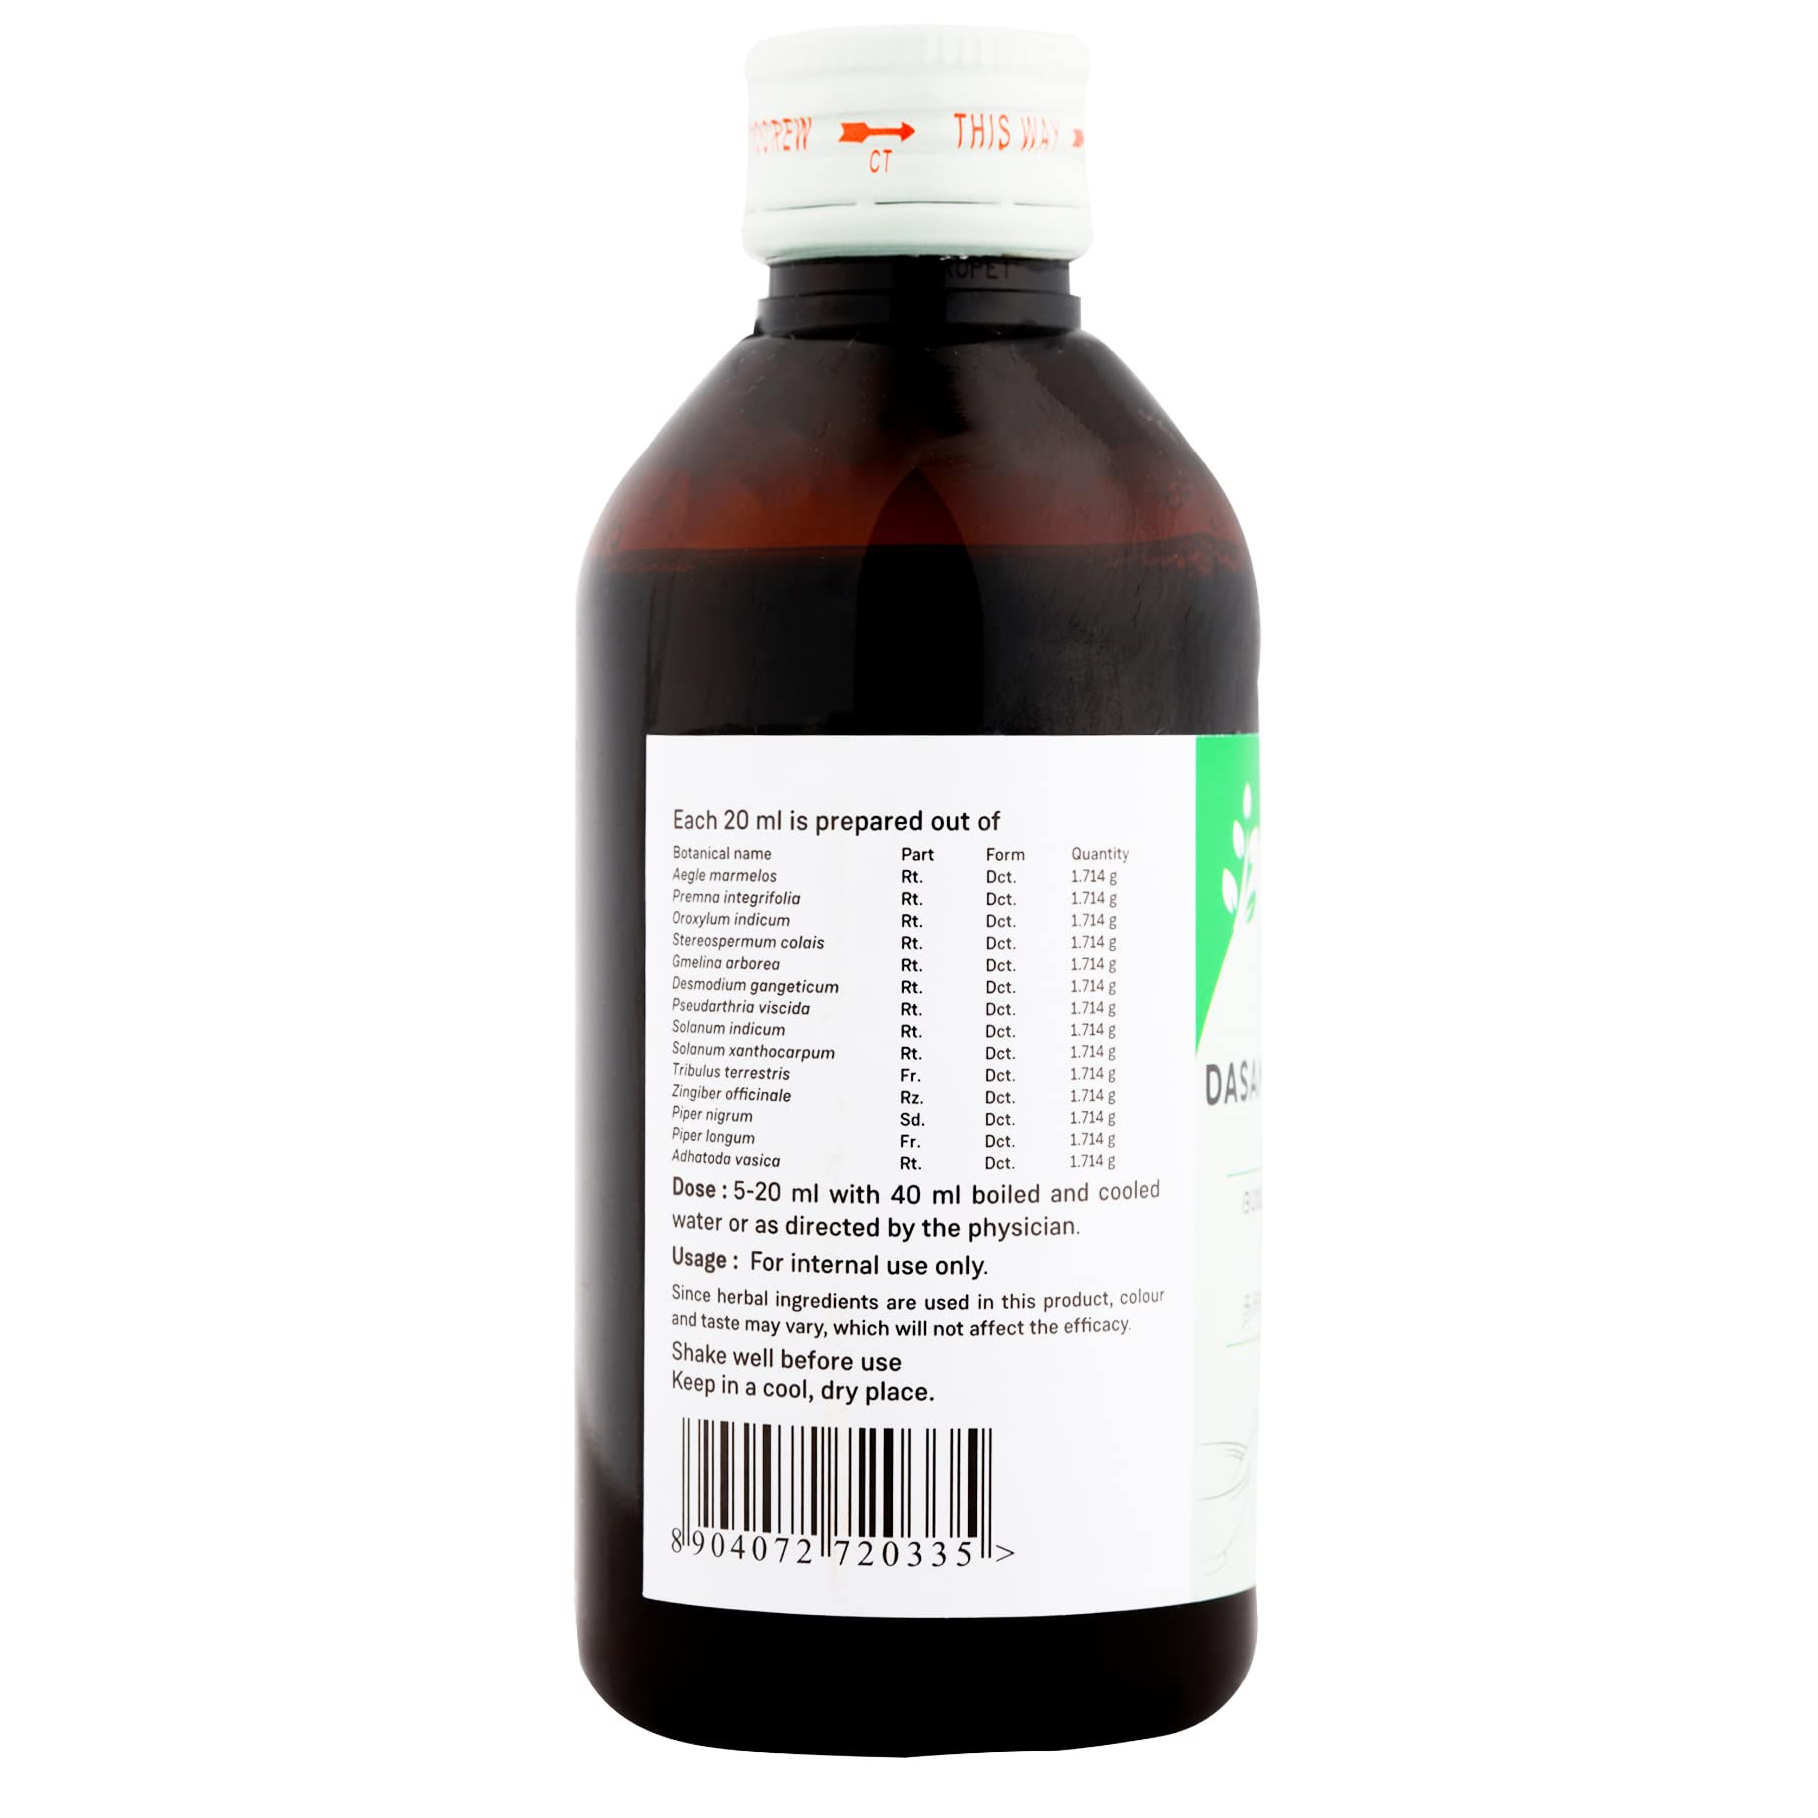 THIS WAY
CT
Each 20 ml is prepared out of
Botanical name Part Form Quantity
Aegle marmelos Rt. Dct. 1.714 g
Premna integrifolia Rt. Dct. 1.714 g
Oroxylum indicum Rt. Dct. 1.714 g
Stereospermum colais Rt. Dct. 1.714 g
Gmelina arborea Rt. Dct. 1.714 g
Desmodium gangeticum Rt. Dct. 1.714 g
Pseudarthria viscida Rt. Dct. 1.714 g
Solanum indicum Rt. Dct. 1.714 g
Solanum xanthocarpum Rt. Dct. 1.714 g
Tribulus terrestris Fr. Dct. 1.714 g
Zingiber officinale Rz. Dct. 1.714 g
Piper nigrum Sd. Dct. 1.714 g
Piper longum Fr. Dct. 1.714 g
Adhatoda vasica Rt. Dct. 1.714 g
Dose : 5-20 ml with 40 ml boiled and cooled
water or as directed by the physician.
Usage : For internal use only.
Since herbal ingredients are used in this product, colour
and taste may vary, which will not affect the efficacy.
Shake well before use
Keep in a cool, dry place.
8 904072 720335 >